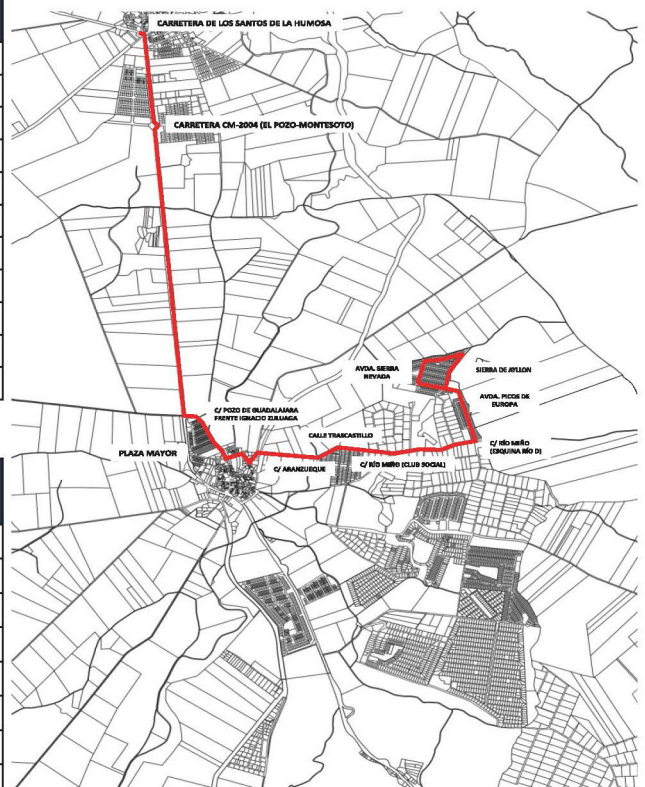 CARRETERA DE LOS SANTOS DE LA HUMOSA
CARRETERA CM-2004 (EL POZO-MONTESOTO)
AVDA. SIERRA
NEVADA
SIERRA DE AYLLON
AVDA. PICOS DE
EUROPA
C/ POZO DE GUADALAJARA
FRENTE IGNACIO ZULUAGA
CALLE TRASCASTILLO
C/ RÍO MIÑO
(ESQUINA RÍO D)
PLAZA MAYOR
C/ ARANZUEQUE
C/ RÍO MIÑO (CLUB SOCIAL)